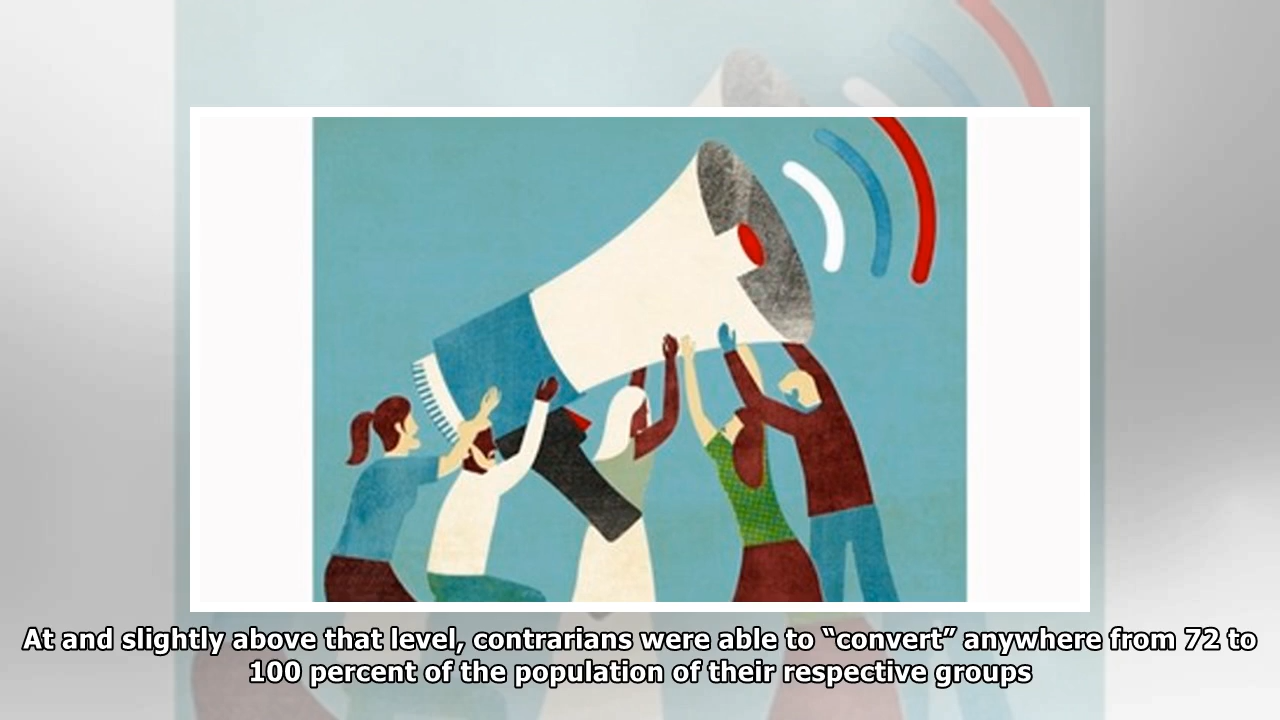 At and slightly above that level, contrarians were able to “convert” anywhere from 72 to
100 percent of the population of their respective groups